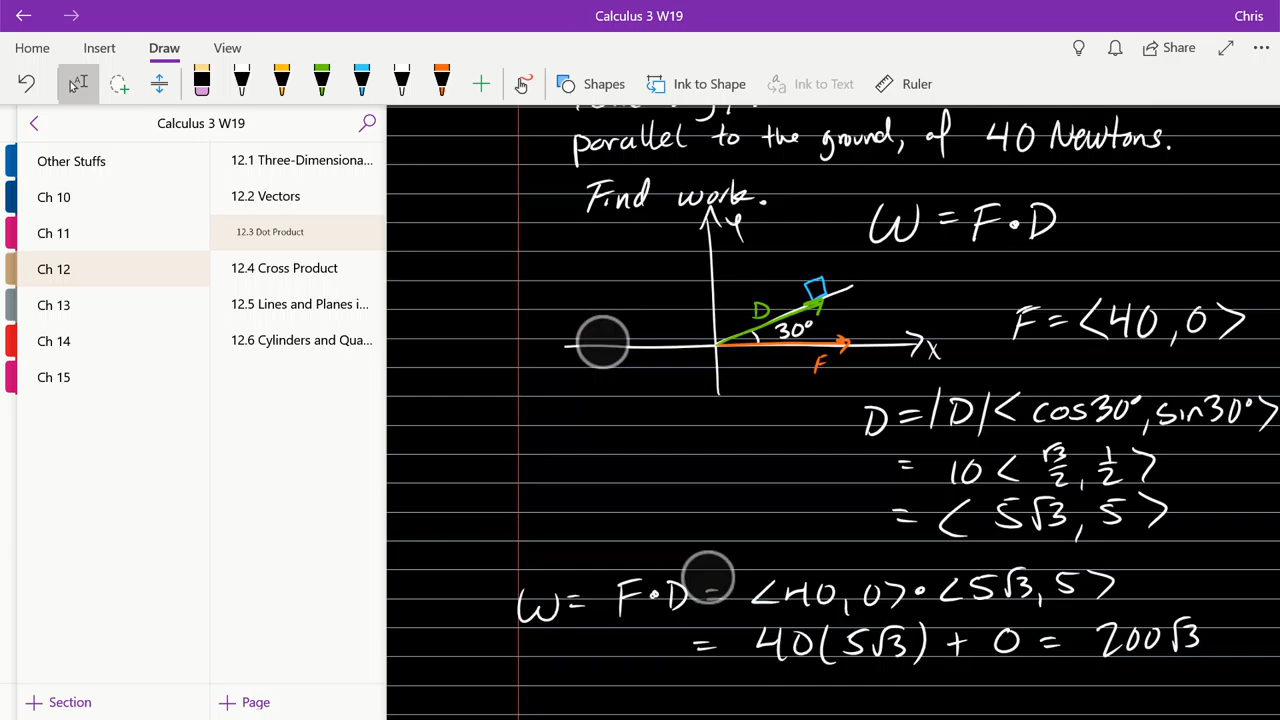 Calculus 3 W19
Chris
Home Insert Draw View
Share
Shapes Ink to Shape Ink to Text Ruler
Calculus 3 W19
Other Stuffs
Ch 10
Ch 11
Ch 12
Ch 13
Ch 14
Ch 15
12.1 Three-Dimensiona...
12.2 Vectors
12.3 Dot Product
12.4 Cross Product
12.5 Lines and Planes i...
12.6 Cylinders and Qua...
+ Section
+ Page
parallel to the ground, of 40 Newtons.
Find work.
y
W = F•D
D
30°
F
x
F = <40, 0>
D = |D|< cos30°, sin30°>
= 10 < √3/2, 1/2 >
= < 5√3, 5 >
W = F•D = <40, 0> • <5√3, 5>
= 40(5√3) + 0 = 200√3